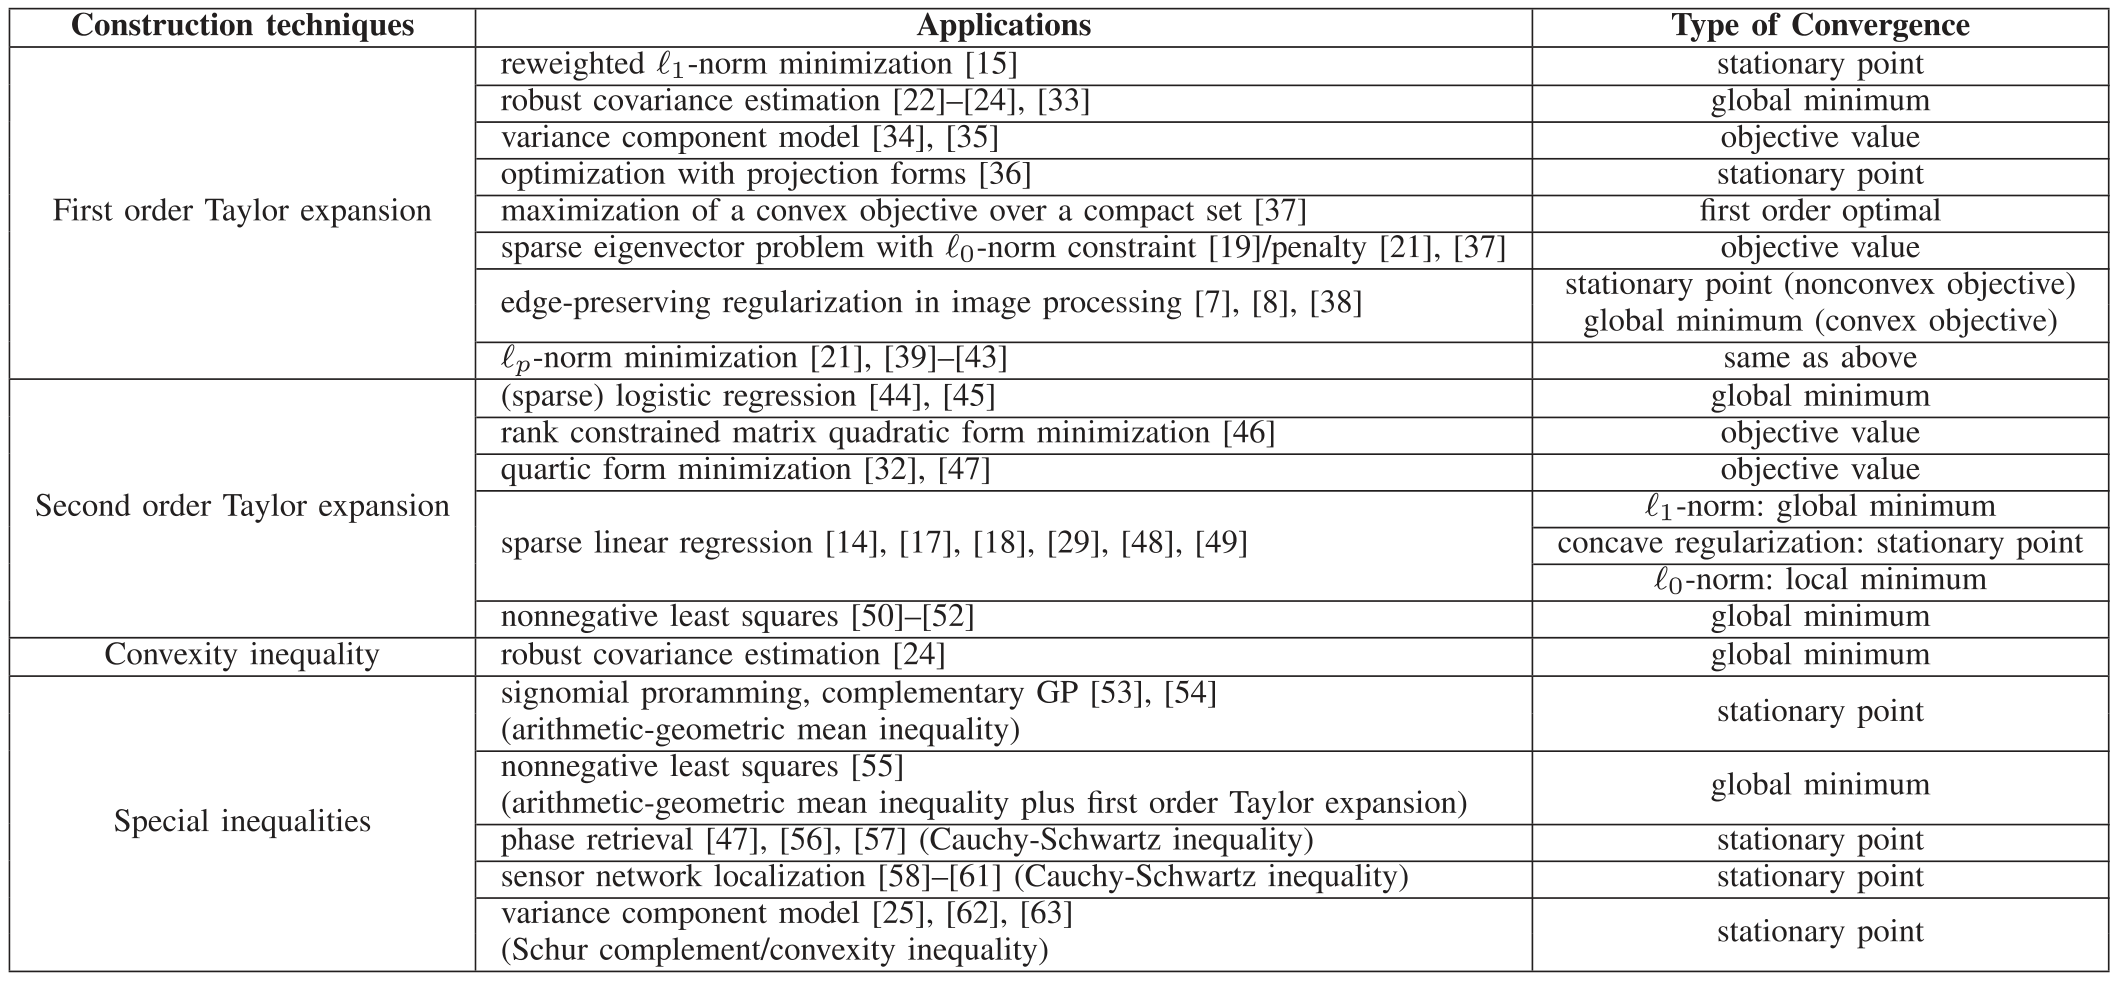 Construction techniques Applications Type of Convergence
First order Taylor expansion
reweighted ℓ1-norm minimization [15] stationary point
robust covariance estimation [22]–[24], [33] global minimum
variance component model [34], [35] objective value
optimization with projection forms [36] stationary point
maximization of a convex objective over a compact set [37] first order optimal
sparse eigenvector problem with ℓ0-norm constraint [19]/penalty [21], [37] objective value
edge-preserving regularization in image processing [7], [8], [38]
stationary point (nonconvex objective)
global minimum (convex objective)
ℓp-norm minimization [21], [39]–[43] same as above
Second order Taylor expansion
(sparse) logistic regression [44], [45] global minimum
rank constrained matrix quadratic form minimization [46] objective value
quartic form minimization [32], [47] objective value
sparse linear regression [14], [17], [18], [29], [48], [49]
ℓ1-norm: global minimum
concave regularization: stationary point
ℓ0-norm: local minimum
nonnegative least squares [50]–[52] global minimum
Convexity inequality robust covariance estimation [24] global minimum
Special inequalities
signomial proramming, complementary GP [53], [54]
(arithmetic-geometric mean inequality)
stationary point
nonnegative least squares [55]
(arithmetic-geometric mean inequality plus first order Taylor expansion)
global minimum
phase retrieval [47], [56], [57] (Cauchy-Schwartz inequality) stationary point
sensor network localization [58]–[61] (Cauchy-Schwartz inequality) stationary point
variance component model [25], [62], [63]
(Schur complement/convexity inequality)
stationary point